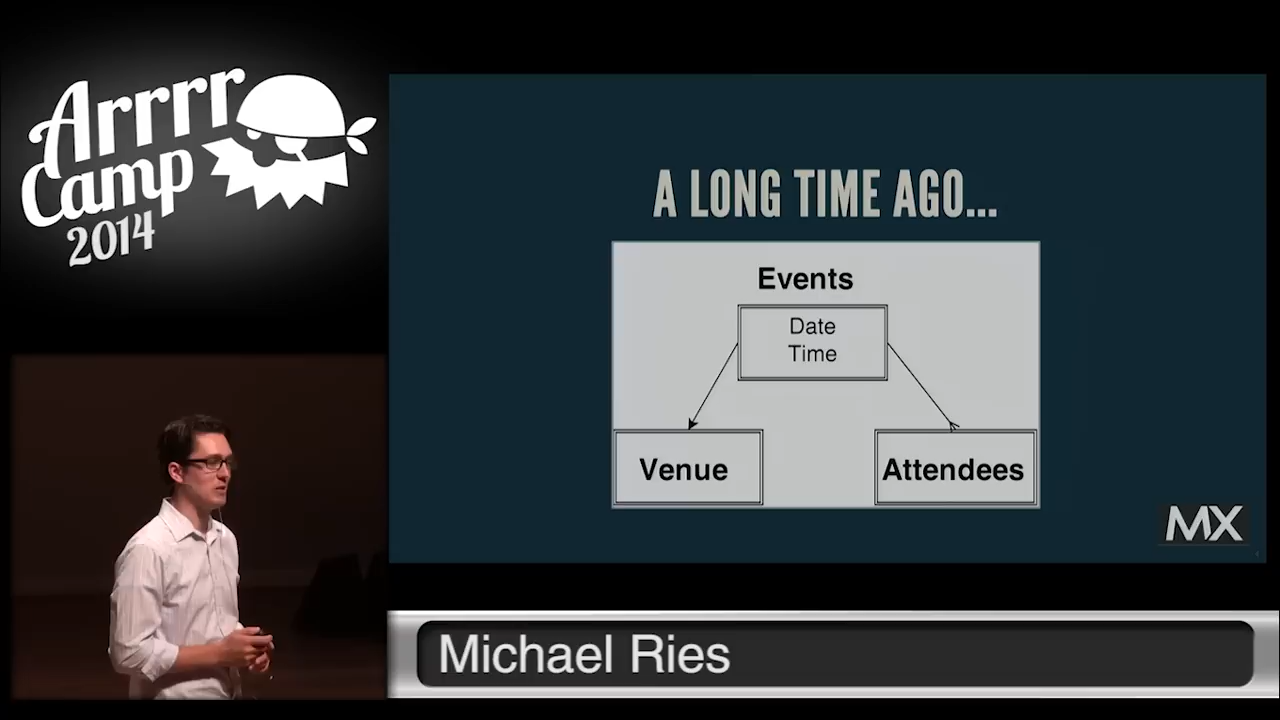 Arrrr
Camp
2014
A LONG TIME AGO...
Events
Date
Time
Venue
Attendees
MX
Michael Ries